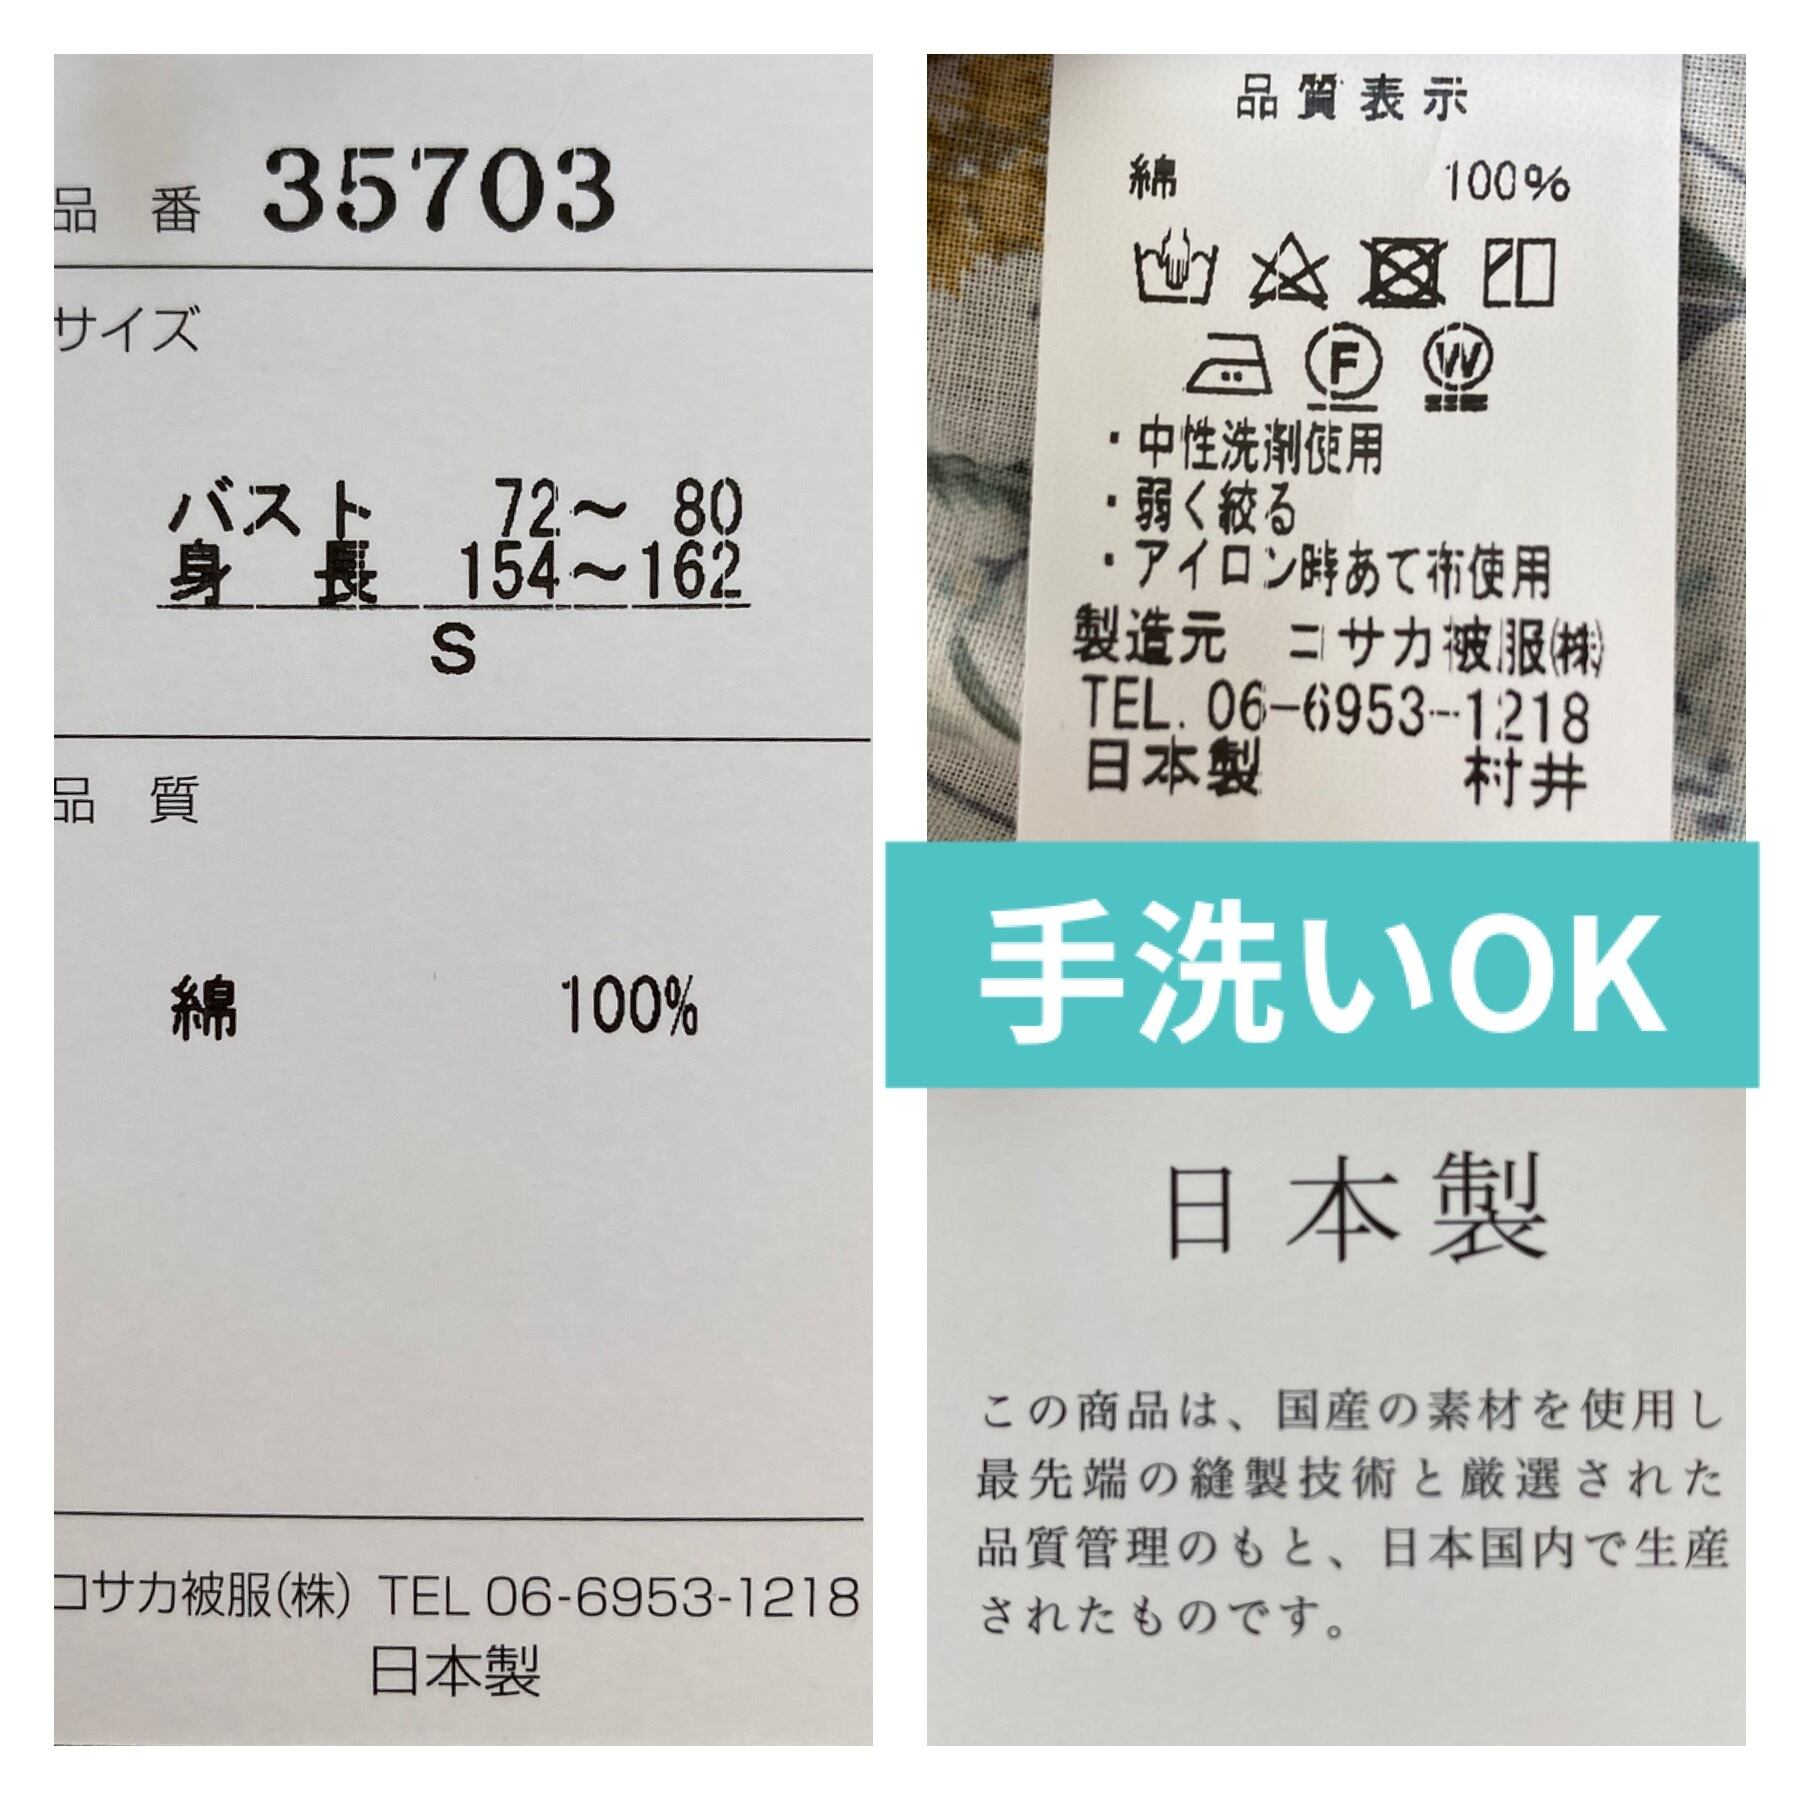 品 番 35703
サイズ
バスト 72〜 80
身 長 154〜162
S
品 質
綿 100%
コサカ被服(株) TEL 06-6953-1218
日本製
品質表示
綿 100%
F W
・中性洗剤使用
・弱く絞る
・アイロン時あて布使用
製造元 コサカ被服(株)
TEL. 06-6953-1218
日本製 村井
手洗いOK
日本製
この商品は、国産の素材を使用し
最先端の縫製技術と厳選された
品質管理のもと、日本国内で生産
されたものです。